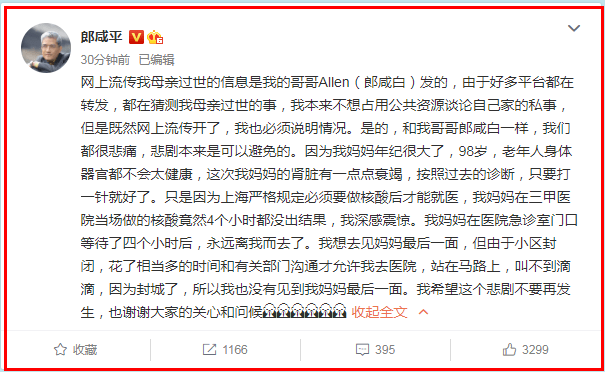 郎咸平
30分钟前 已编辑
网上流传我母亲过世的信息是我的哥哥Allen（郎咸白）发的，由于好多平台都在
转发，都在猜测我母亲过世的事，我本来不想占用公共资源谈论自己家的私事，
但是既然网上流传开了，我也必须说明情况。是的，和我哥哥郎咸白一样，我们
都很悲痛，悲剧本来是可以避免的。因为我妈妈年纪很大了，98岁，老年人身体
器官都不会太健康，这次我妈妈的肾脏有一点点衰竭，按照过去的诊断，只要打
一针就好了。只是因为上海严格规定必须要做核酸后才能就医，我妈妈在三甲医
院当场做的核酸竟然4个小时都没出结果，我深感震惊。我妈妈在医院急诊室门口
等待了四个小时后，永远离我而去了。我想去见妈妈最后一面，但由于小区封
闭，花了相当多的时间和有关部门沟通才允许我去医院，站在马路上，叫不到滴
滴，因为封城了，所以我也没有见到我妈妈最后一面。我希望这个悲剧不要再发
生，也谢谢大家的关心和问候 收起全文
收藏 1166 395 3299